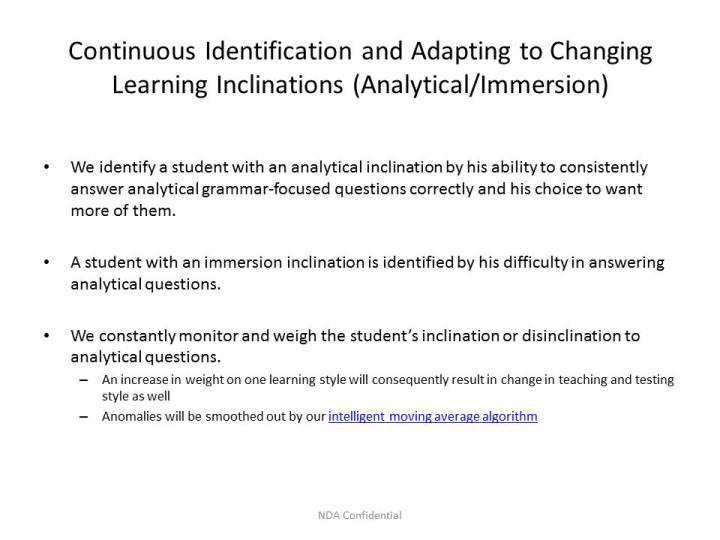 Continuous Identification and Adapting to Changing
Learning Inclinations (Analytical/Immersion)
• We identify a student with an analytical inclination by his ability to consistently
answer analytical grammar-focused questions correctly and his choice to want
more of them.
• A student with an immersion inclination is identified by his difficulty in answering
analytical questions.
• We constantly monitor and weigh the student’s inclination or disinclination to
analytical questions.
– An increase in weight on one learning style will consequently result in change in teaching and testing
style as well
– Anomalies will be smoothed out by our intelligent moving average algorithm
NDA Confidential